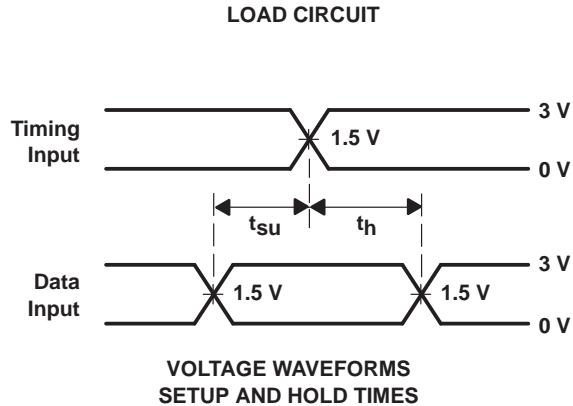 LOAD CIRCUIT
3 V
Timing
Input
1.5 V
0 V
tsu
th
3 V
Data
Input
1.5 V
1.5 V
0 V
VOLTAGE WAVEFORMS
SETUP AND HOLD TIMES